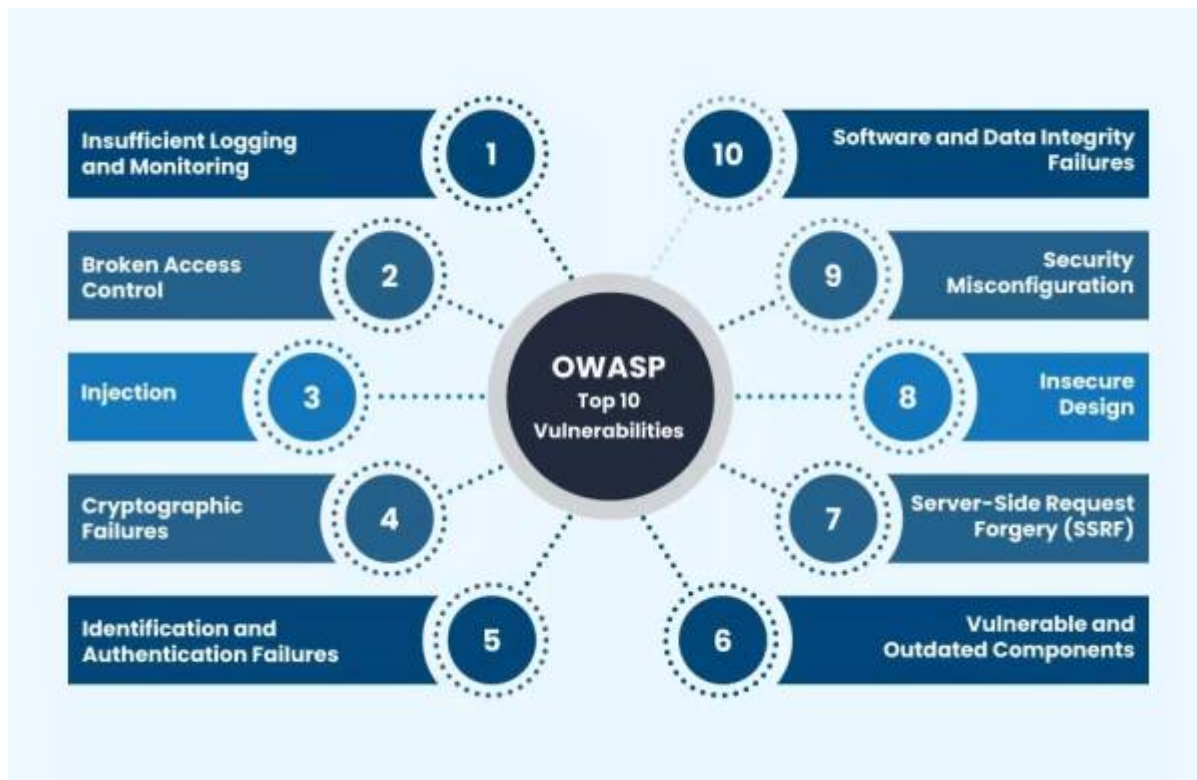 Insufficient Logging
and Monitoring
1
Broken Access
Control
2
Injection
3
Cryptographic
Failures
4
Identification and
Authentication Failures
5
OWASP
Top 10
Vulnerabilities
10
Software and Data Integrity
Failures
9
Security
Misconfiguration
8
Insecure
Design
7
Server-Side Request
Forgery (SSRF)
6
Vulnerable and
Outdated Components